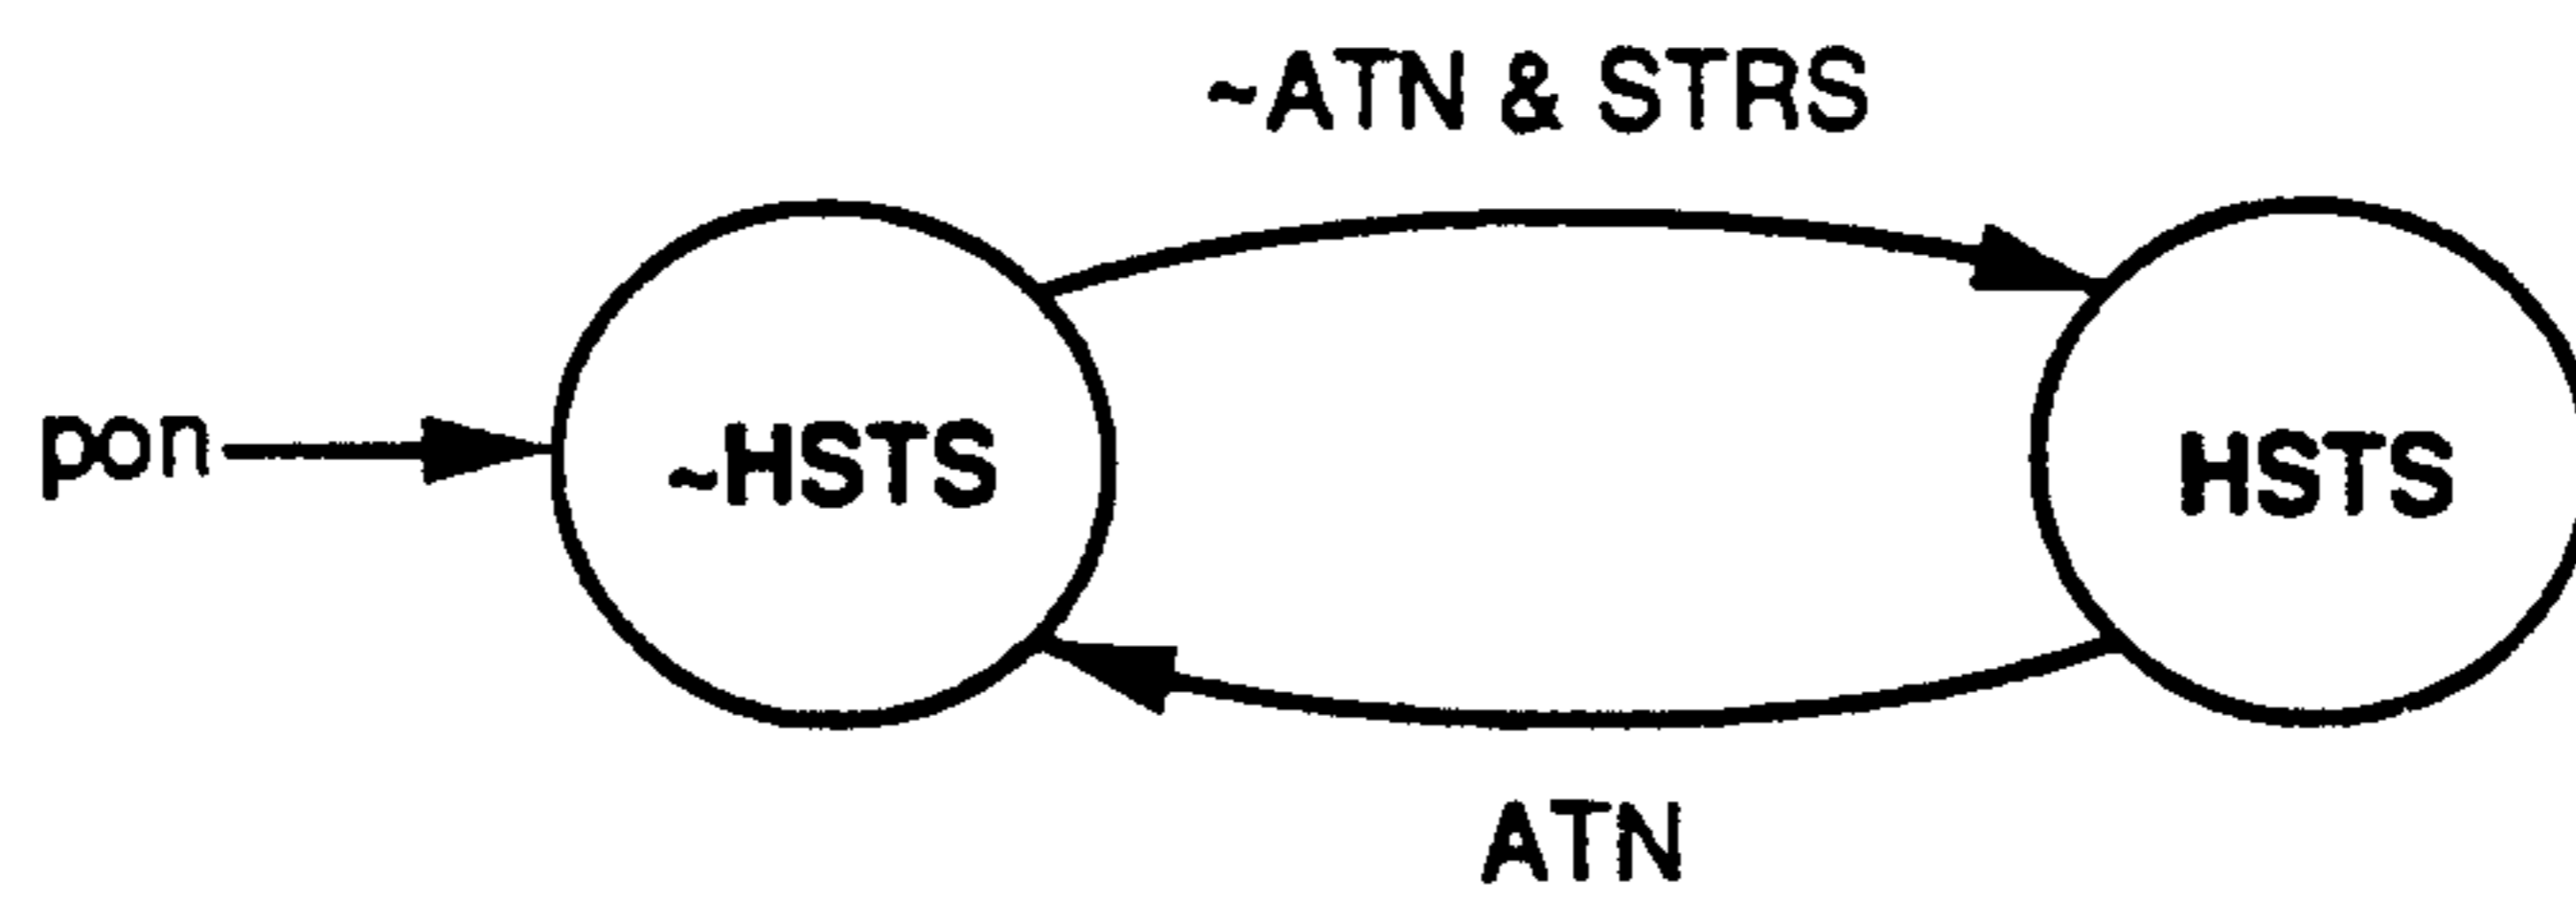 ~ATN & STRS
pon
~HSTS
HSTS
ATN